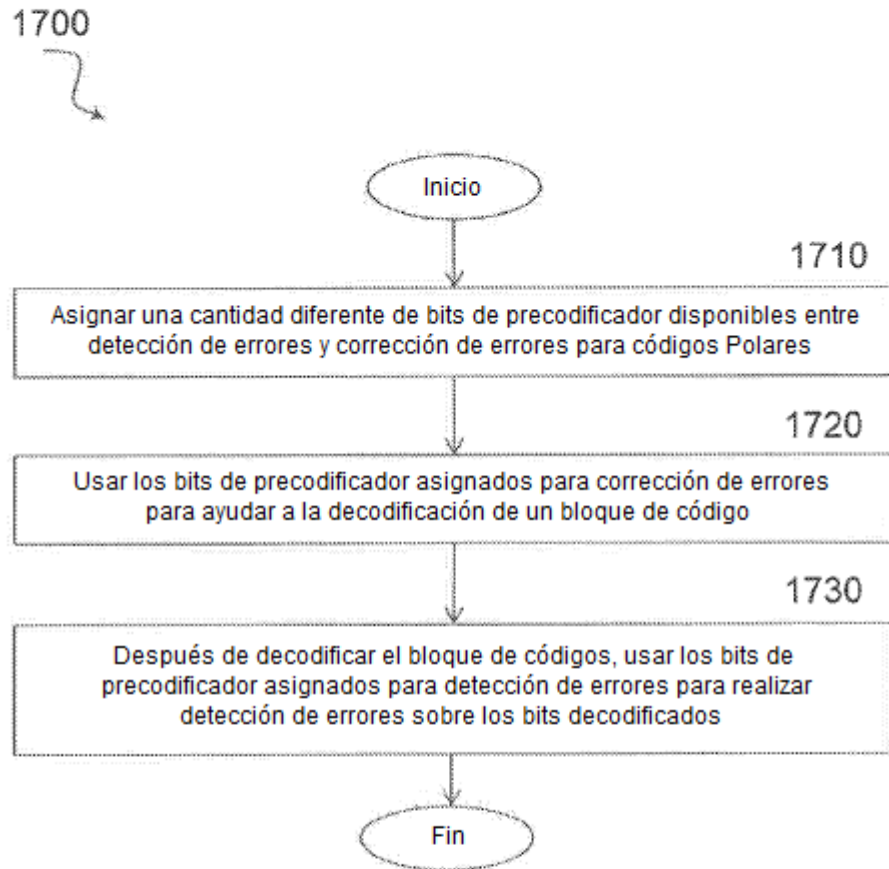 1700
Inicio
1710
Asignar una cantidad diferente de bits de precodificador disponibles entre
detección de errores y corrección de errores para códigos Polares
1720
Usar los bits de precodificador asignados para corrección de errores
para ayudar a la decodificación de un bloque de código
1730
Después de decodificar el bloque de códigos, usar los bits de
precodificador asignados para detección de errores para realizar
detección de errores sobre los bits decodificados
Fin